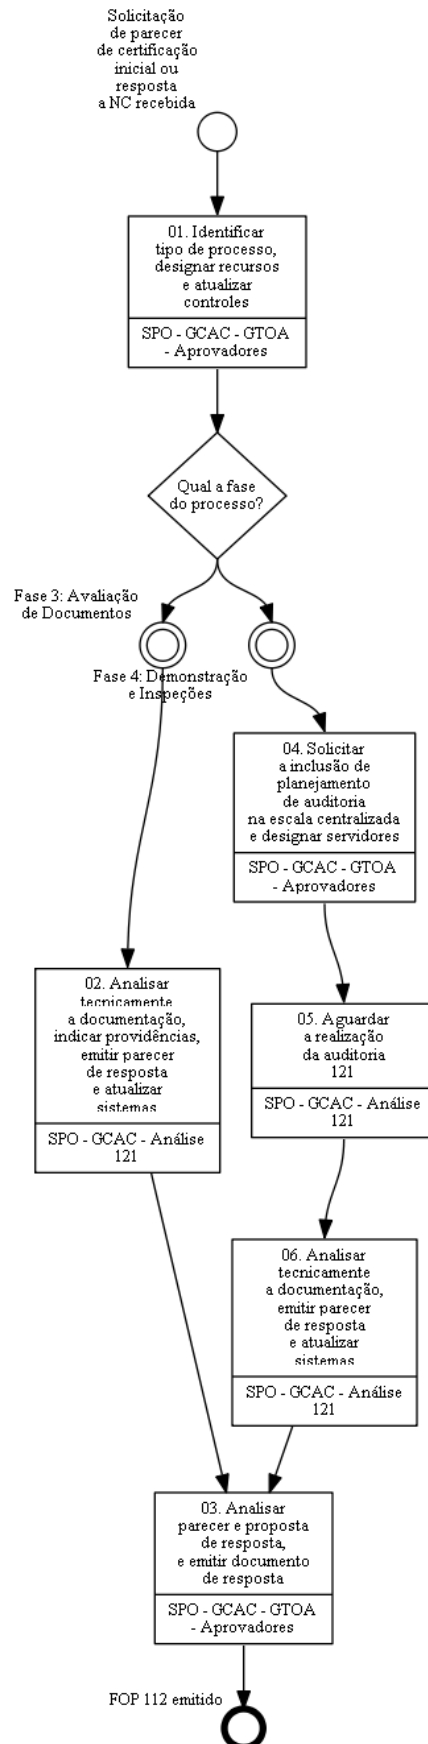 Solicitação
de parecer
de certificação
inicial ou
resposta
a NC recebida
01. Identificar
tipo de processo,
designar recursos
e atualizar
controles
SPO - GCAC - GTOA
- Aprovadores
Qual a fase
do processo?
Fase 3: Avaliação
de Documentos
Fase 4: Demonstração
e Inspeções
04. Solicitar
a inclusão de
planejamento
de auditoria
na escala centralizada
e designar servidores
SPO - GCAC - GTOA
- Aprovadores
02. Analisar
tecnicamente
a documentação,
indicar providências,
emitir parecer
de resposta
e atualizar
sistemas
SPO - GCAC - Análise
121
05. Aguardar
a realização
da auditoria
121
SPO - GCAC - Análise
121
06. Analisar
tecnicamente
a documentação,
emitir parecer
de resposta
e atualizar
sistemas
SPO - GCAC - Análise
121
03. Analisar
parecer e proposta
de resposta,
e emitir documento
de resposta
SPO - GCAC - GTOA
- Aprovadores
FOP 112 emitido